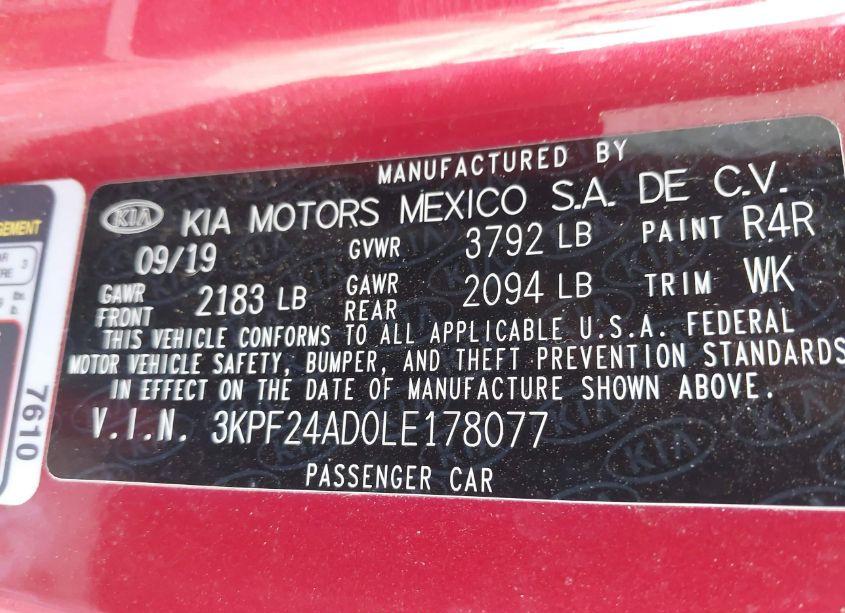 MANUFACTURED BY
KIA KIA MOTORS MEXICO S.A. DE C.V.
09/19 GVWR 3792 LB PAINT R4R
GAWR FRONT 2183 LB GAWR REAR 2094 LB TRIM WK
THIS VEHICLE CONFORMS TO ALL APPLICABLE U.S.A. FEDERAL
MOTOR VEHICLE SAFETY, BUMPER, AND THEFT PREVENTION STANDARDS
IN EFFECT ON THE DATE OF MANUFACTURE SHOWN ABOVE.
V.I.N. 3KPF24AD0LE178077
PASSENGER CAR
7610